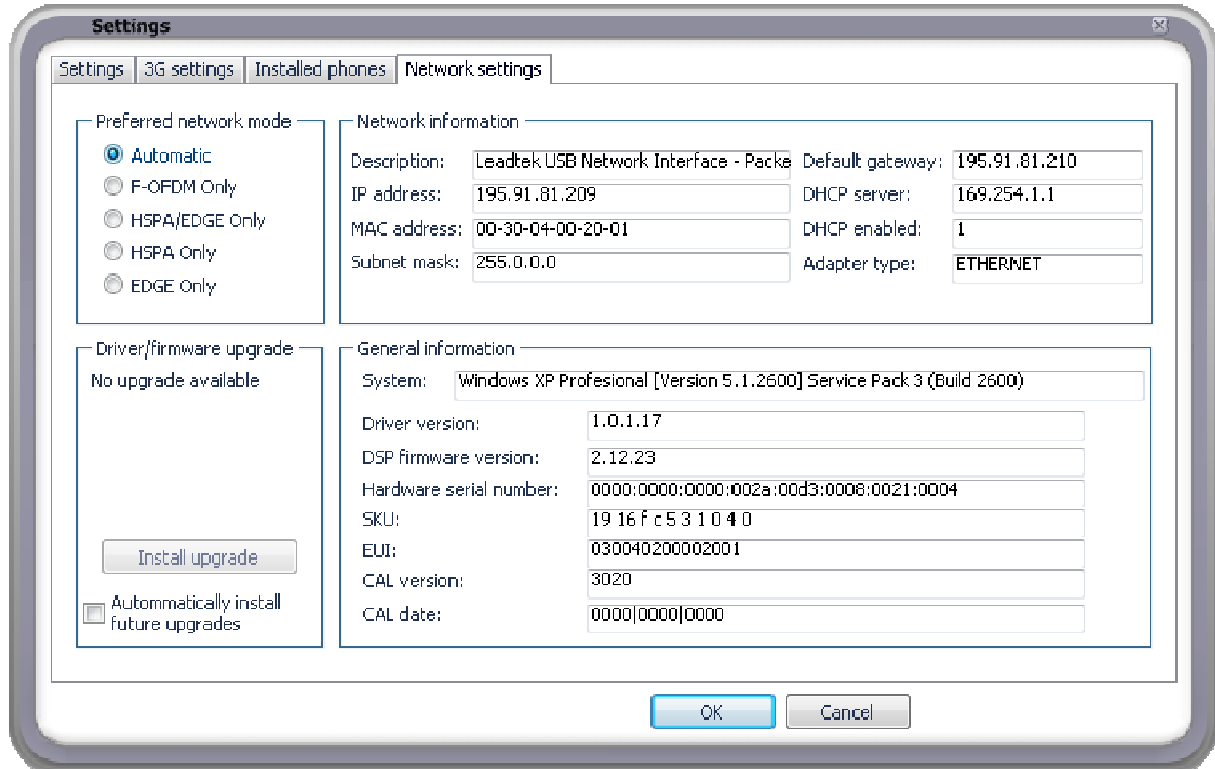 Settings
Settings
3G settings
Installed phones
Network settings
Preferred network mode
Automatic
F-OFDM Only
HSPA/EDGE Only
HSPA Only
EDGE Only
Network information
Description: Leadtek USB Network Interface - Packe
IP address: 195.91.81.209
MAC address: 00-30-04-00-20-01
Subnet mask: 255.0.0.0
Default gateway: 195.91.81.210
DHCP server: 169.254.1.1
DHCP enabled: 1
Adapter type: ETHERNET
Driver/firmware upgrade
No upgrade available
Install upgrade
Autommatically install
future upgrades
General information
System: Windows XP Profesional [Version 5.1.2600] Service Pack 3 (Build 2600)
Driver version: 1.0.1.17
DSP firmware version: 2.12.23
Hardware serial number: 0000:0000:0000:002a:00d3:0008:0021:0004
SKU: 19 16 f c 5 3 1 0 4 0
EUI: 030040200002001
CAL version: 3020
CAL date: 0000|0000|0000
OK
Cancel